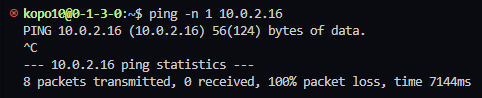 kopo10@0-1-3-0:~$ ping -n 1 10.0.2.16
PING 10.0.2.16 (10.0.2.16) 56(124) bytes of data.
^C
--- 10.0.2.16 ping statistics ---
8 packets transmitted, 0 received, 100% packet loss, time 7144ms